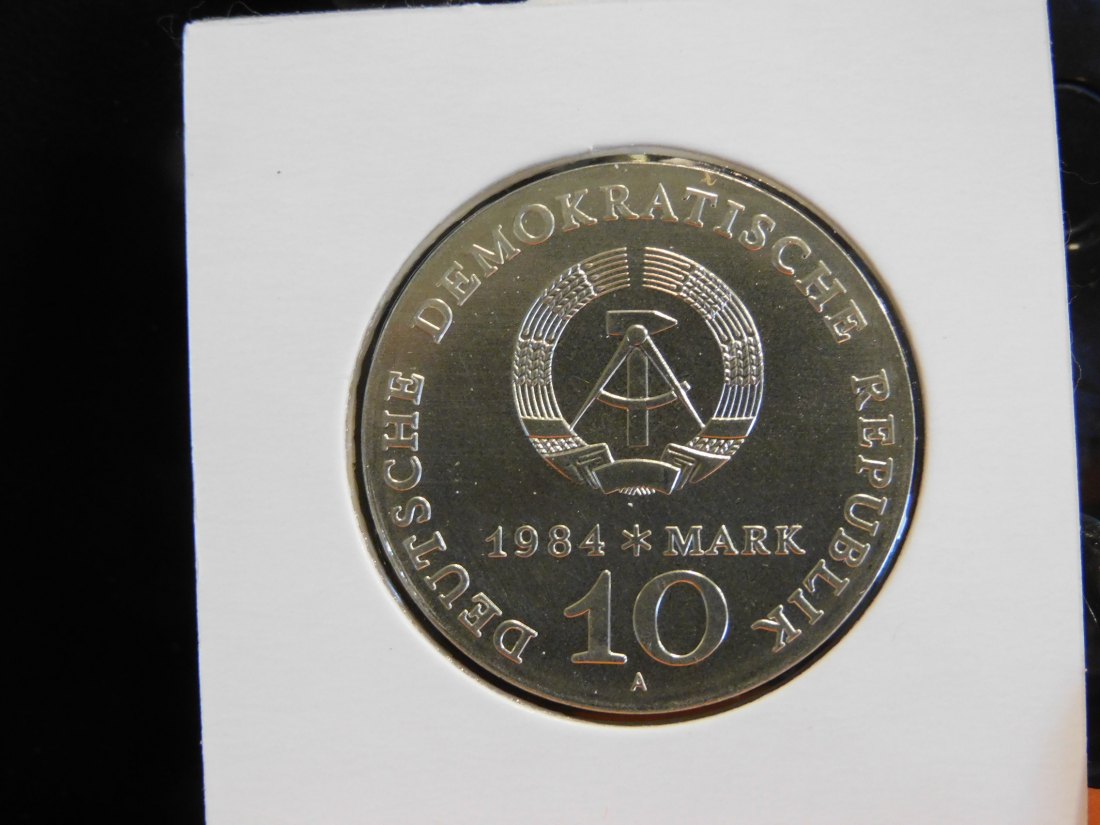 DEUTSCHE DEMOKRATISCHE REPUBLIK
1984 * MARK
10
A